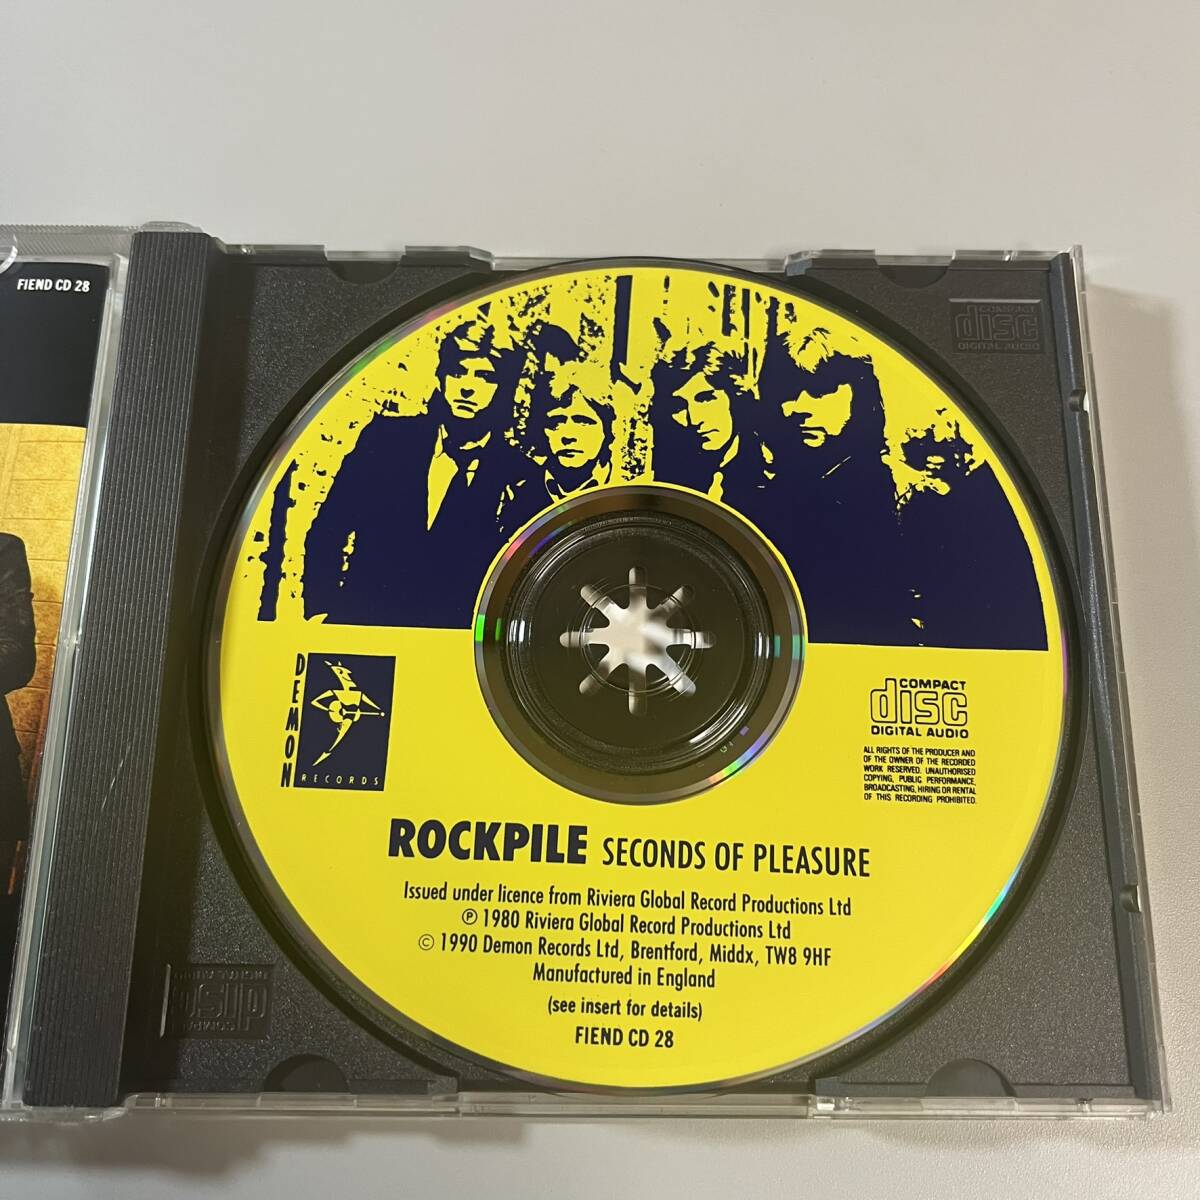 FIEND CD 28
COMPACT
disc
DIGITAL AUDIO
DEMON
RECORDS
COMPACT
disc
DIGITAL AUDIO
ALL RIGHTS OF THE PRODUCER AND
OF THE OWNER OF THE RECORDED
WORK RESERVED. UNAUTHORISED
COPYING, PUBLIC PERFORMANCE,
BROADCASTING, HIRING OR RENTAL
OF THIS RECORDING PROHIBITED.
ROCKPILE SECONDS OF PLEASURE
Issued under licence from Riviera Global Record Productions Ltd
℗ 1980 Riviera Global Record Productions Ltd
© 1990 Demon Records Ltd, Brentford, Middx, TW8 9HF
Manufactured in England
(see insert for details)
FIEND CD 28
COMPACT
disc
DIGITAL AUDIO